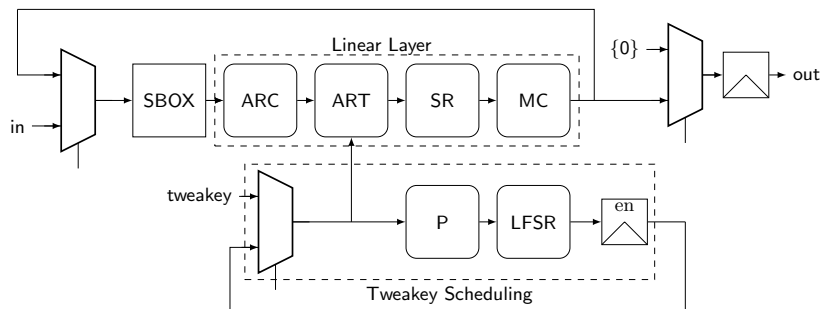 Linear Layer
{0}
in
SBOX
ARC
ART
SR
MC
out
tweakey
P
LFSR
en
Tweakey Scheduling